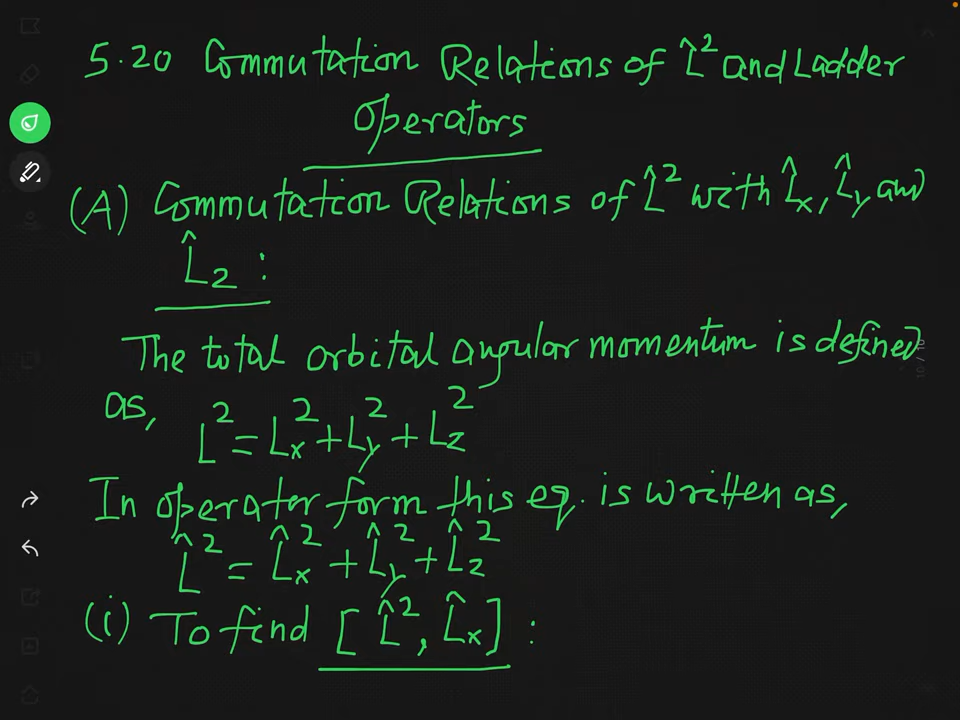 5.20 Commutation Relations of L̂² and Ladder
Operators
(A) Commutation Relations of L̂² with L̂x, L̂y and
L̂z :
The total orbital angular momentum is defined
as,
L² = Lx² + Ly² + Lz²
In operater form this eq. is written as,
L̂² = L̂x² + L̂y² + L̂z²
(i) To find [L̂², L̂x] :